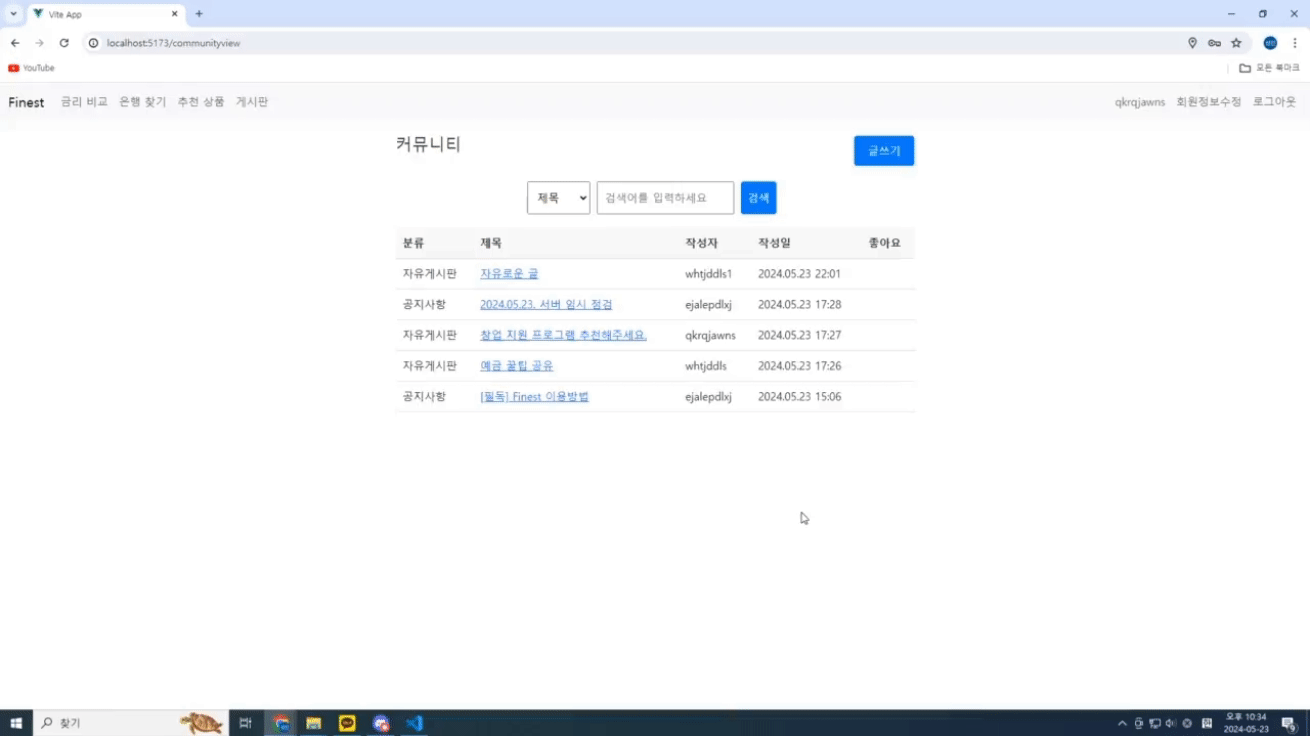 Vite App
localhost:5173/communityview
YouTube
모든 북마크
Finest 금리 비교 은행 찾기 추천 상품 게시판 qkrqjawns 회원정보수정 로그아웃
커뮤니티
글쓰기
제목 검색어를 입력하세요 검색
분류 제목 작성자 작성일 좋아요
자유게시판 자유로운 글 whtjddls1 2024.05.23 22:01
공지사항 2024.05.23. 서버 임시 점검 ejalepdlxj 2024.05.23 17:28
자유게시판 창업 지원 프로그램 추천해주세요. qkrqjawns 2024.05.23 17:27
자유게시판 예금 꿀팁 공유 whtjddls 2024.05.23 17:26
공지사항 [필독] Finest 이용방법 ejalepdlxj 2024.05.23 15:06
찾기
오후 10:34
2024-05-23